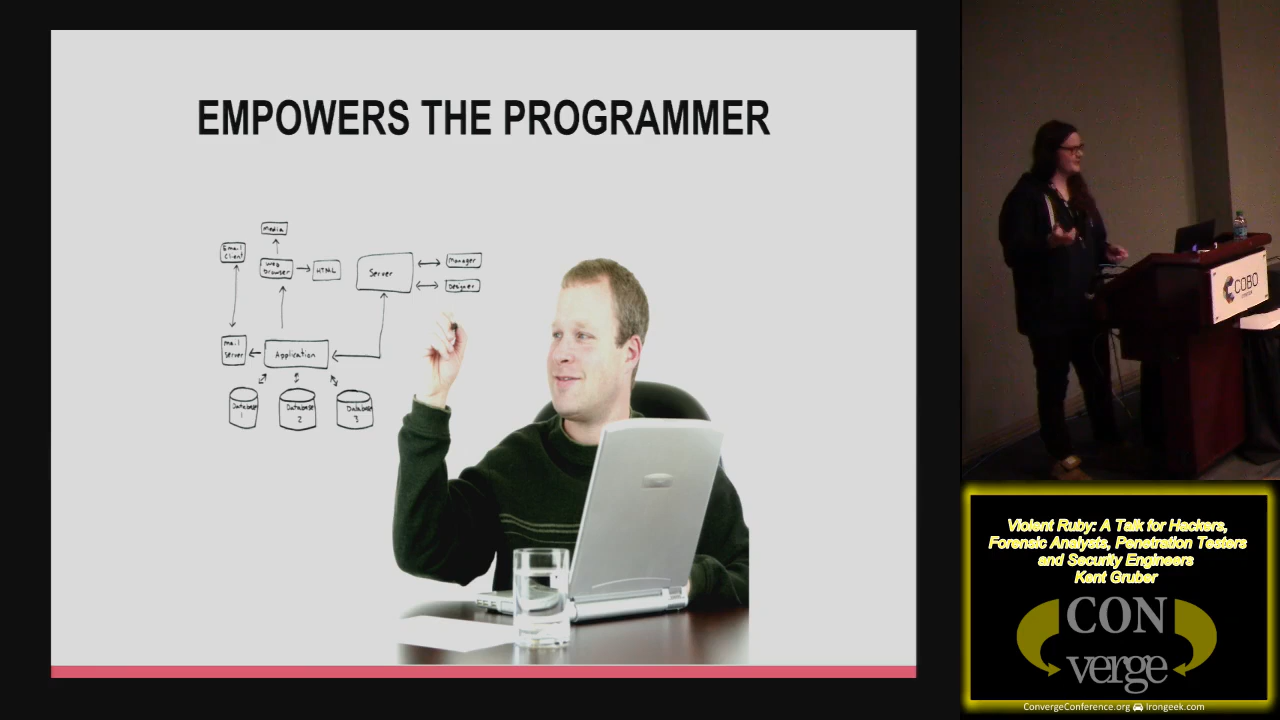 EMPOWERS THE PROGRAMMER
Media
Email
Client
Web
Browser
HTML
Server
Manager
Designer
Mail
Server
Application
Database
1
Database
2
Database
3
COBO
CENTER
Violent Ruby: A Talk for Hackers,
Forensic Analysts, Penetration Testers
and Security Engineers
Kent Gruber
CON
verge
ConvergeConference.org Irongeek.com